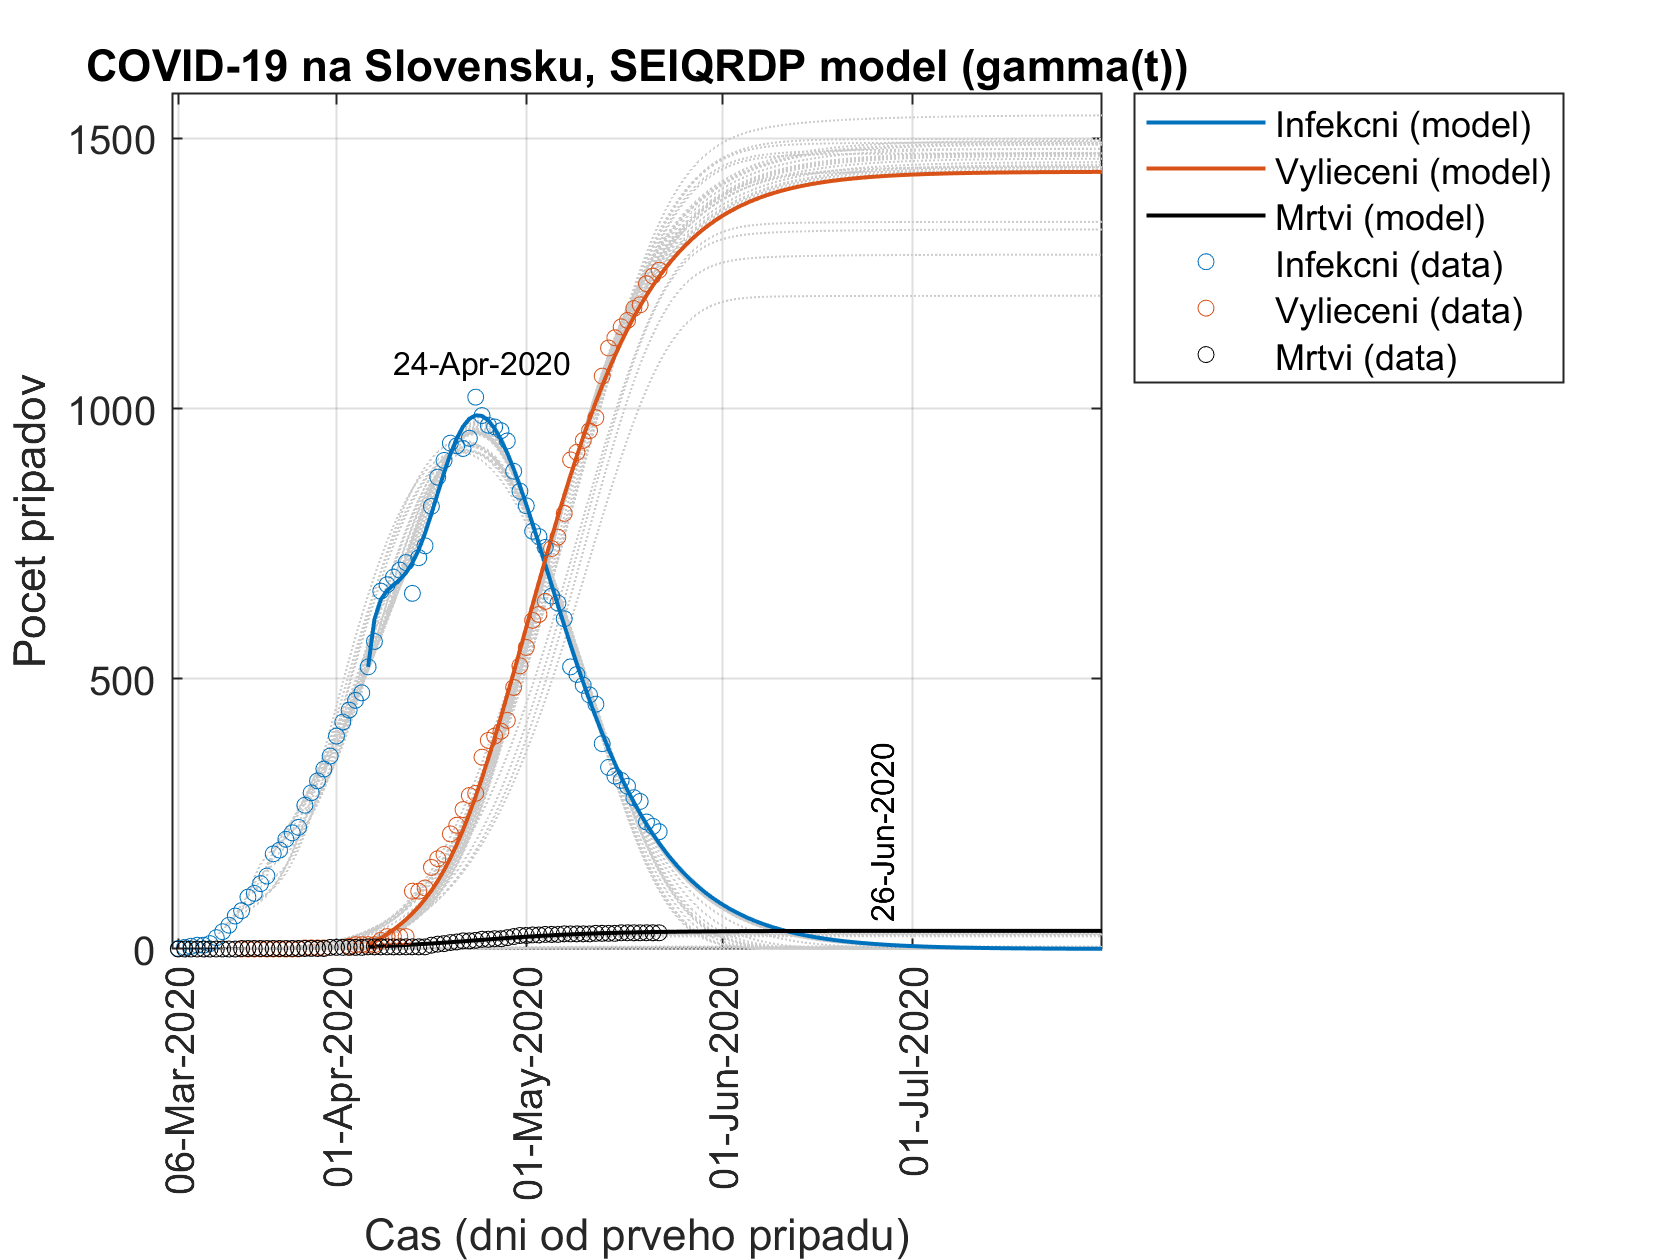 COVID-19 na Slovensku, SEIQRDP model (gamma(t))
Infekcni (model)
Vylieceni (model)
Mrtvi (model)
Infekcni (data)
Vylieceni (data)
Mrtvi (data)
Pocet pripadov
1500
1000
500
0
24-Apr-2020
26-Jun-2020
06-Mar-2020
01-Apr-2020
01-May-2020
01-Jun-2020
01-Jul-2020
Cas (dni od prveho pripadu)